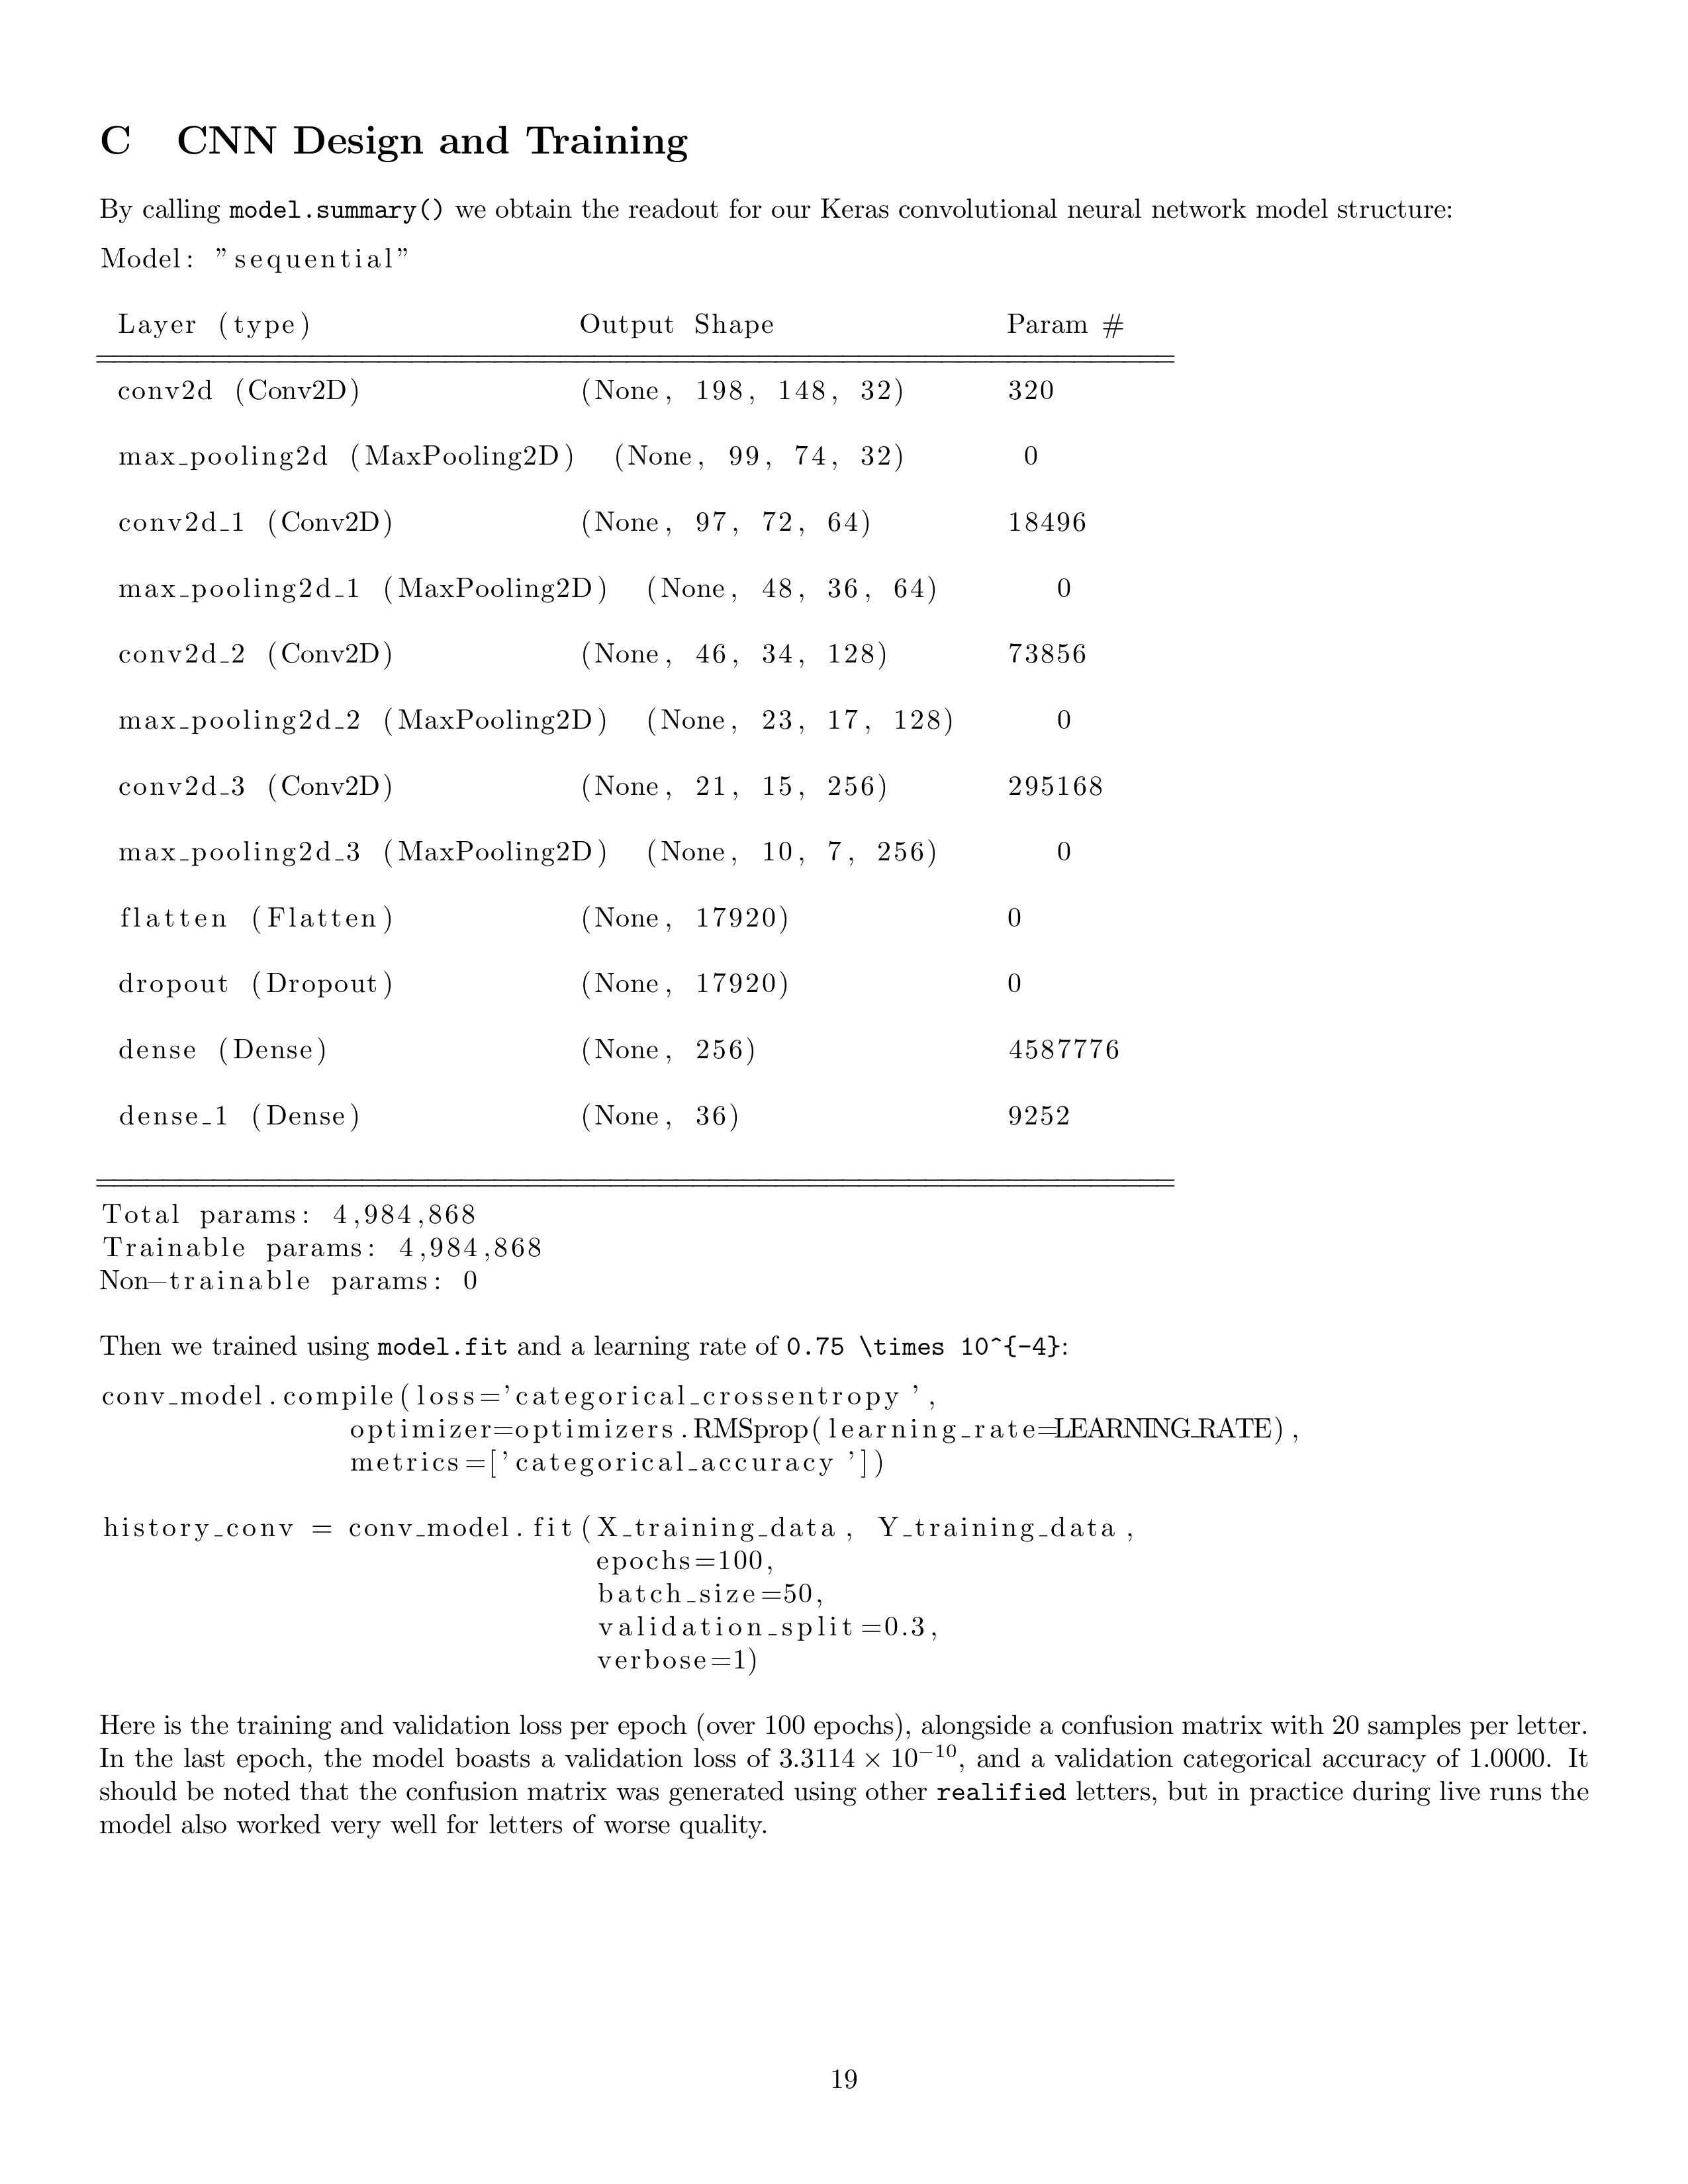 C CNN Design and Training
By calling model.summary() we obtain the readout for our Keras convolutional neural network model structure:
Model: ”sequential”
Layer (type) Output Shape Param #
conv2d (Conv2D) (None, 198, 148, 32) 320
max_pooling2d (MaxPooling2D) (None, 99, 74, 32) 0
conv2d_1 (Conv2D) (None, 97, 72, 64) 18496
max_pooling2d_1 (MaxPooling2D) (None, 48, 36, 64) 0
conv2d_2 (Conv2D) (None, 46, 34, 128) 73856
max_pooling2d_2 (MaxPooling2D) (None, 23, 17, 128) 0
conv2d_3 (Conv2D) (None, 21, 15, 256) 295168
max_pooling2d_3 (MaxPooling2D) (None, 10, 7, 256) 0
flatten (Flatten) (None, 17920) 0
dropout (Dropout) (None, 17920) 0
dense (Dense) (None, 256) 4587776
dense_1 (Dense) (None, 36) 9252
Total params: 4,984,868
Trainable params: 4,984,868
Non–trainable params: 0
Then we trained using model.fit and a learning rate of 0.75 \times 10^{-4}:
conv_model.compile(loss='categorical_crossentropy',
optimizer=optimizers.RMSprop(learning_rate=LEARNING_RATE),
metrics=['categorical_accuracy'])
history_conv = conv_model.fit(X_training_data, Y_training_data,
epochs=100,
batch_size=50,
validation_split=0.3,
verbose=1)
Here is the training and validation loss per epoch (over 100 epochs), alongside a confusion matrix with 20 samples per letter.
In the last epoch, the model boasts a validation loss of 3.3114 × 10⁻¹⁰, and a validation categorical accuracy of 1.0000. It
should be noted that the confusion matrix was generated using other realified letters, but in practice during live runs the
model also worked very well for letters of worse quality.
19